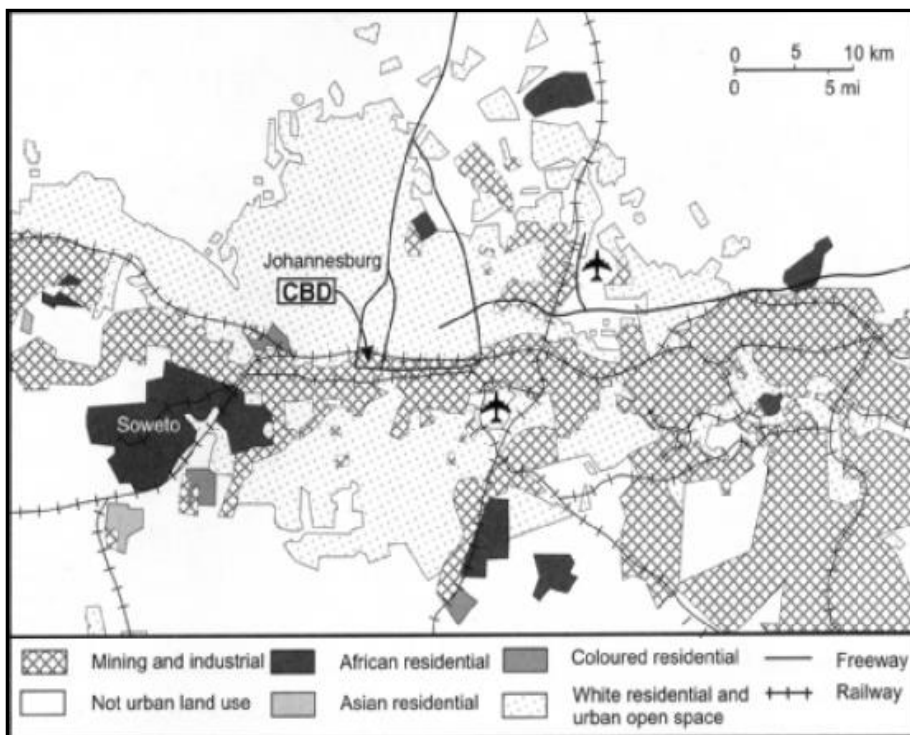 0 5 10 km
0 5 mi
Johannesburg
CBD
Soweto
Mining and industrial
African residential
Coloured residential
Freeway
Not urban land use
Asian residential
White residential and
urban open space
Railway